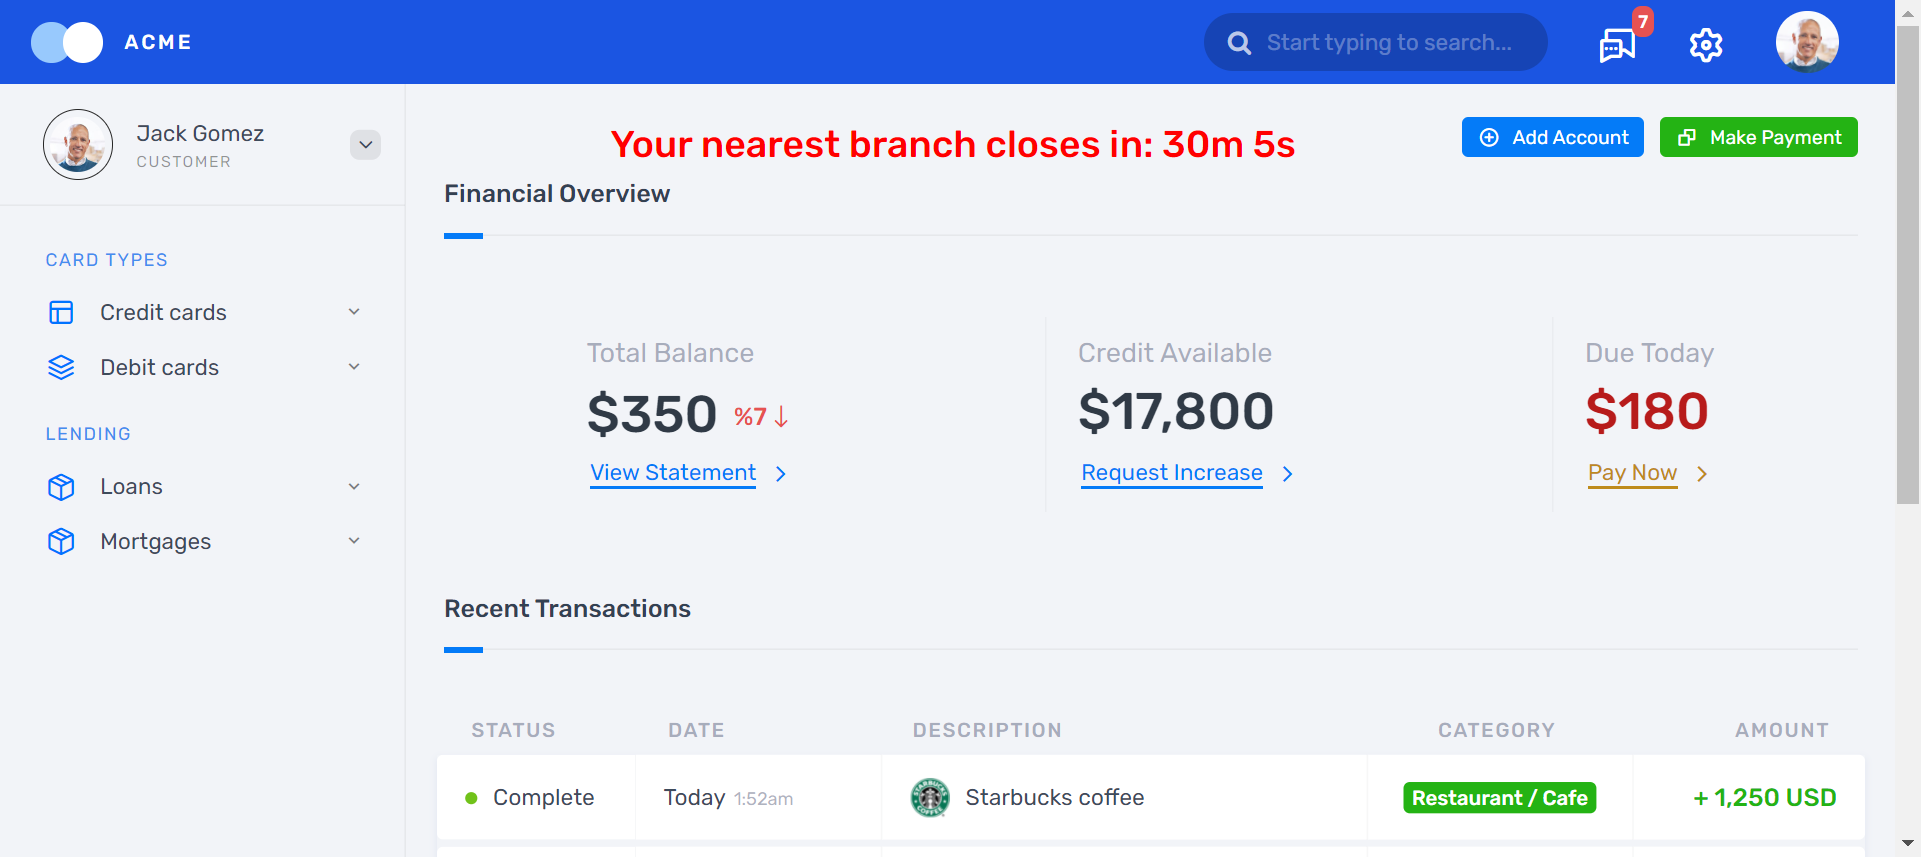 ACME
Start typing to search...
7
Jack Gomez
CUSTOMER
Your nearest branch closes in: 30m 5s
Add Account
Make Payment
Financial Overview
CARD TYPES
Credit cards
Debit cards
LENDING
Loans
Mortgages
Total Balance
$350 %7
View Statement
Credit Available
$17,800
Request Increase
Due Today
$180
Pay Now
Recent Transactions
STATUS DATE DESCRIPTION CATEGORY AMOUNT
Complete Today 1:52am STARBUCKS COFFEE Starbucks coffee Restaurant / Cafe + 1,250 USD